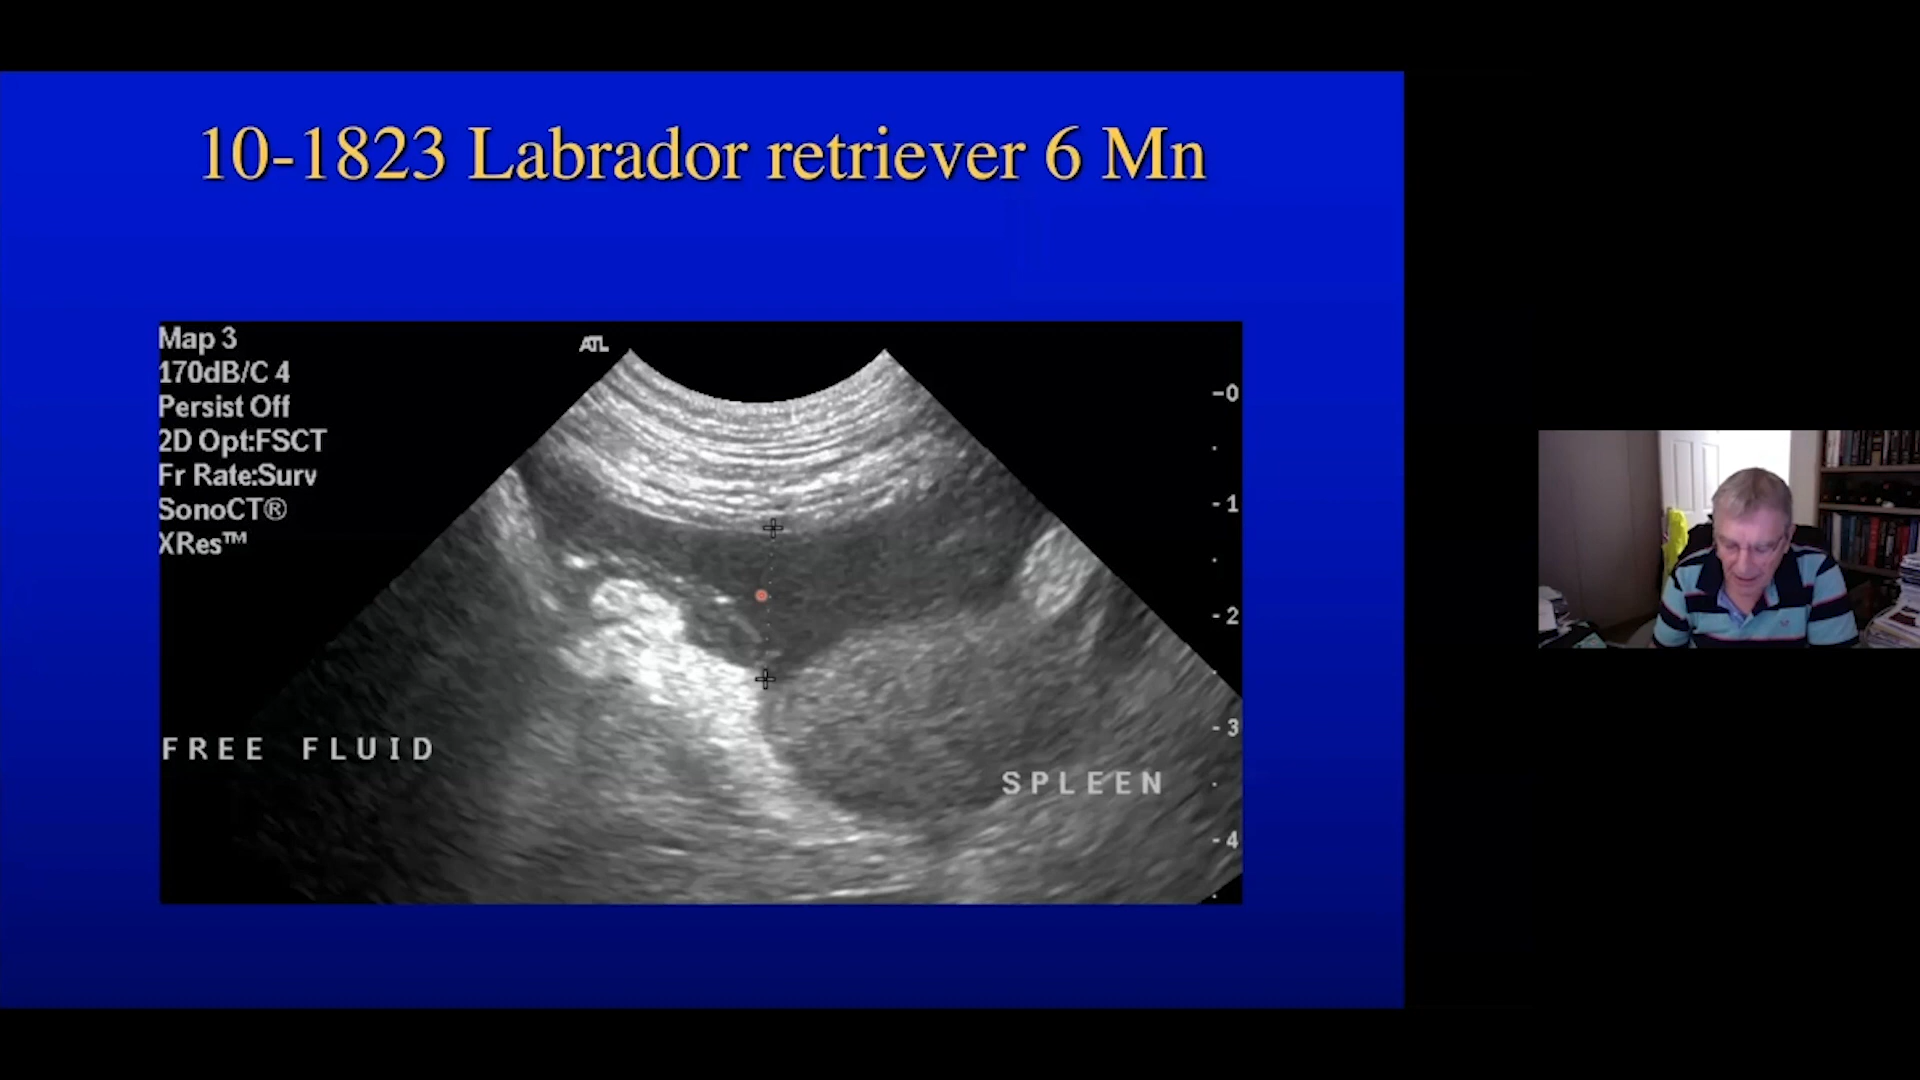 10-1823 Labrador retriever 6 Mn
Map 3
170dB/C 4
Persist Off
2D Opt:FSCT
Fr Rate:Surv
SonoCT®
XRes™
ATL
-0
-1
-2
-3
-4
FREE FLUID
SPLEEN